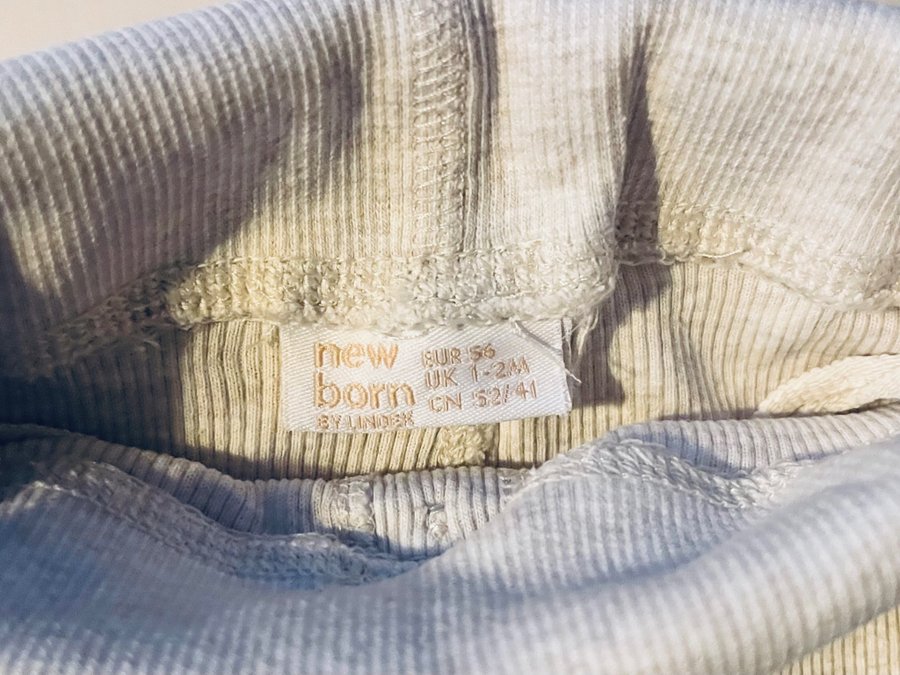 new
born
BY LINDEX
EUR 56
UK 1-2M
CN 52/41